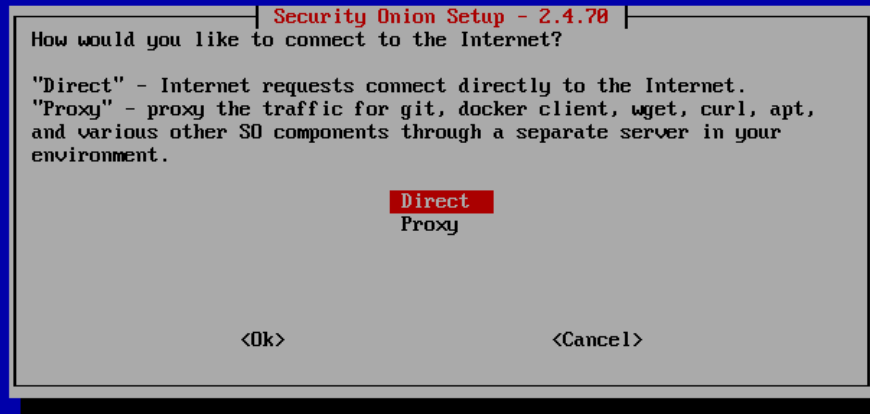 Security Onion Setup - 2.4.70
How would you like to connect to the Internet?
"Direct" - Internet requests connect directly to the Internet.
"Proxy" - proxy the traffic for git, docker client, wget, curl, apt,
and various other SO components through a separate server in your
environment.
Direct
Proxy
<Ok> <Cancel>